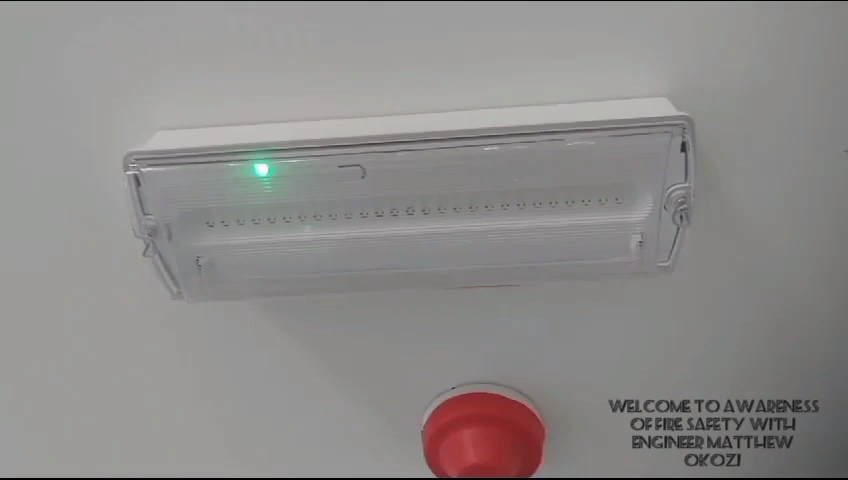 WELCOME TO AWARENESS
OF FIRE SAFETY WITH
ENGINEER MATTHEW
OKOZI